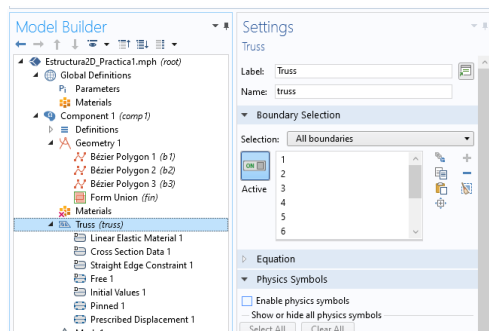 Model Builder
Estructura2D_Practica1.mph (root)
Global Definitions
Pi Parameters
Materials
Component 1 (comp1)
Definitions
Geometry 1
Bézier Polygon 1 (b1)
Bézier Polygon 2 (b2)
Bézier Polygon 3 (b3)
Form Union (fin)
Materials
Truss (truss)
Linear Elastic Material 1
Cross Section Data 1
Straight Edge Constraint 1
Free 1
Initial Values 1
Pinned 1
Prescribed Displacement 1
Settings
Truss
Label: Truss
Name: truss
Boundary Selection
Selection: All boundaries
ON
Active
1
2
3
4
5
6
Equation
Physics Symbols
Enable physics symbols
Show or hide all physics symbols
Select All Clear All